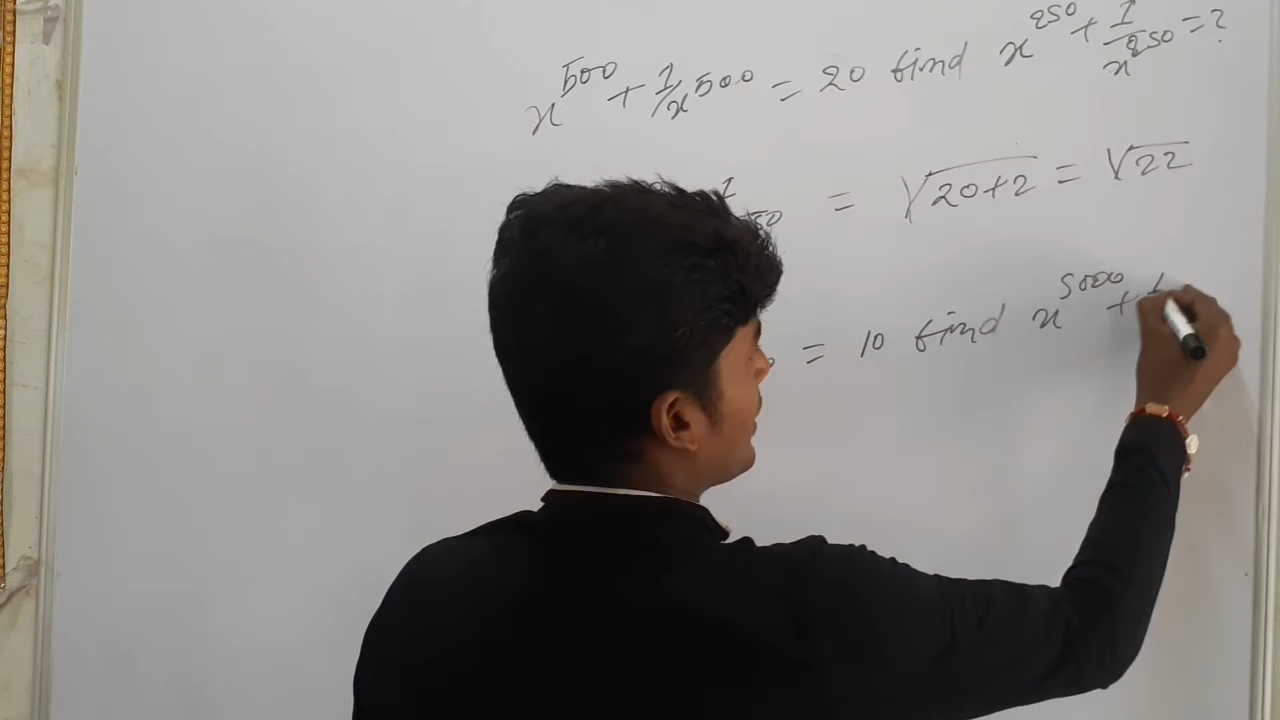 x^500 + 1/x^500 = 20 find x^250 + 1/x^250 = ?
1/50 = √20+2 = √22
= 10 find x^5000 + 1